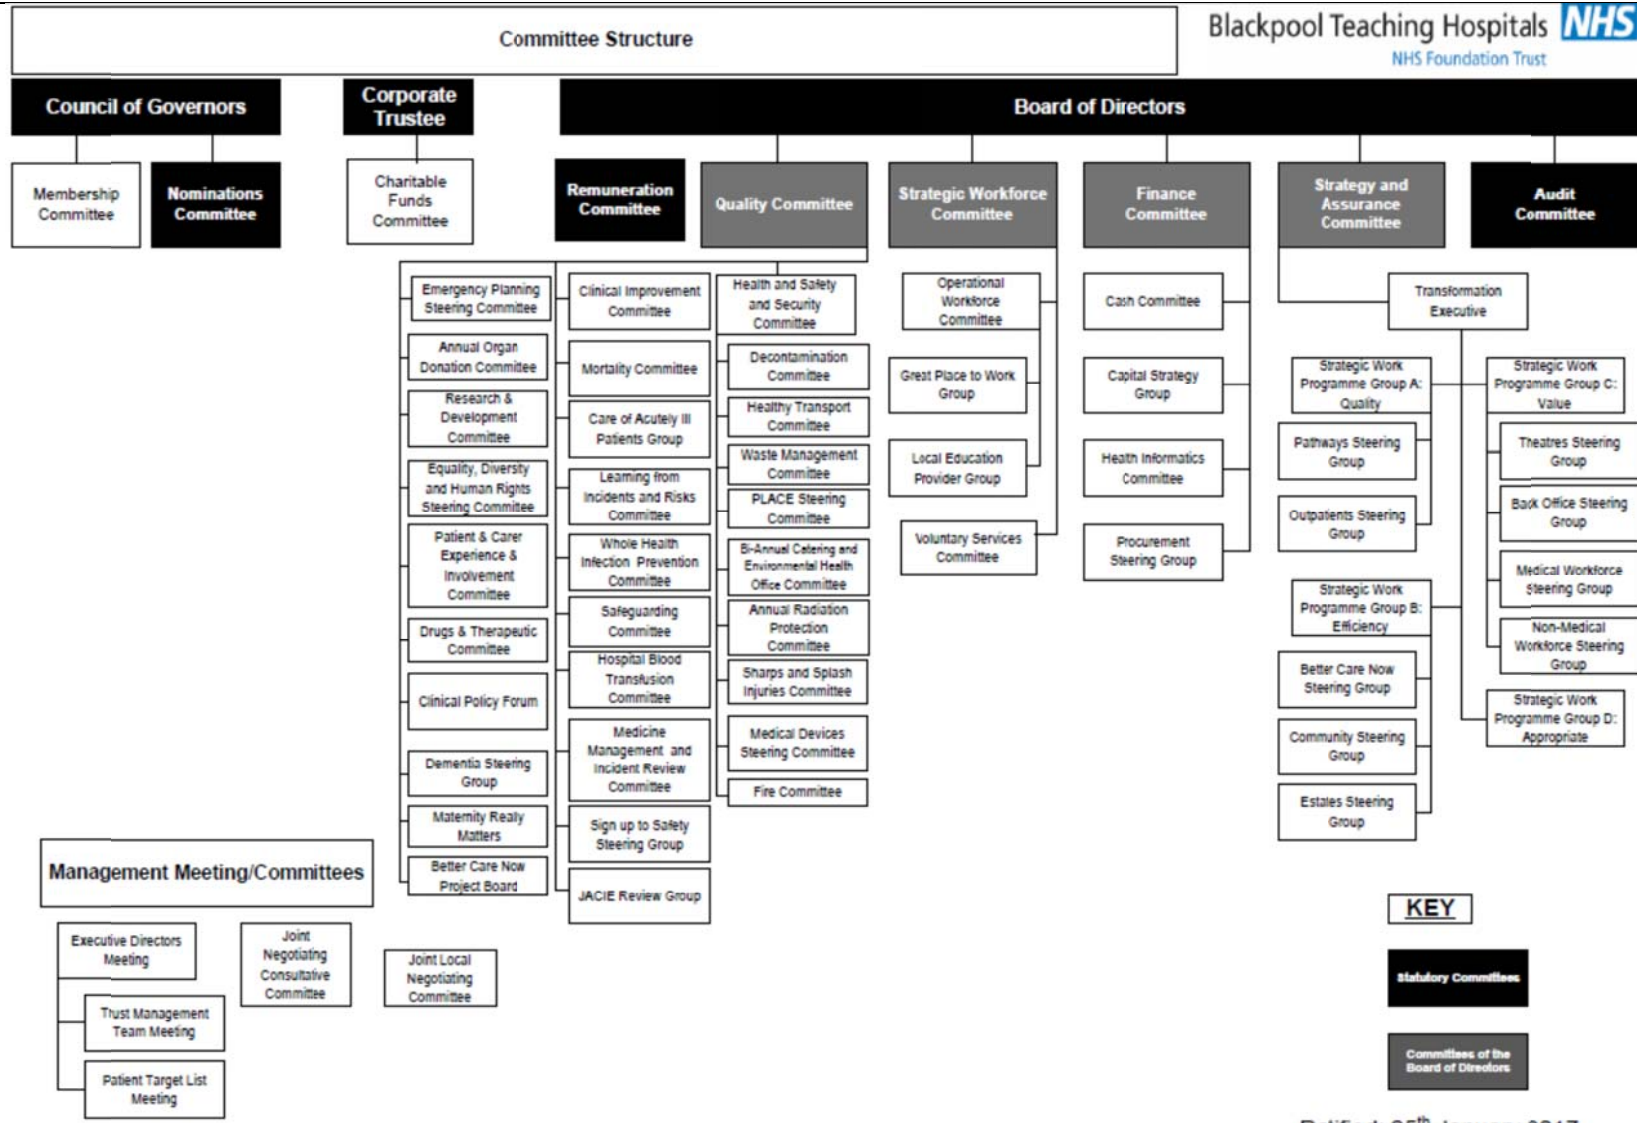 Committee Structure
Blackpool Teaching Hospitals NHS
NHS Foundation Trust
Council of Governors
Corporate
Trustee
Board of Directors
Membership
Committee
Nominations
Committee
Charitable
Funds
Committee
Remuneration
Committee
Quality Committee
Strategic Workforce
Committee
Finance
Committee
Strategy and
Assurance
Committee
Audit
Committee
Emergency Planning
Steering Committee
Annual Organ
Donation Committee
Research &
Development
Committee
Equality, Diversity
and Human Rights
Steering Committee
Patient & Carer
Experience &
Involvement
Committee
Drugs & Therapeutic
Committee
Clinical Policy Forum
Dementia Steering
Group
Maternity Realy
Matters
Better Care Now
Project Board
Clinical Improvement
Committee
Mortality Committee
Care of Acutely Ill
Patients Group
Learning from
Incidents and Risks
Committee
Whole Health
Infection Prevention
Committee
Safeguarding
Committee
Hospital Blood
Transfusion
Committee
Medicine
Management and
Incident Review
Committee
Sign up to Safety
Steering Group
JACIE Review Group
Health and Safety
and Security
Committee
Decontamination
Committee
Healthy Transport
Committee
Waste Management
Committee
PLACE Steering
Committee
Bi-Annual Catering and
Environmental Health
Office Committee
Annual Radiation
Protection
Committee
Sharps and Splash
Injuries Committee
Medical Devices
Steering Committee
Fire Committee
Operational
Workforce
Committee
Great Place to Work
Group
Local Education
Provider Group
Voluntary Services
Committee
Cash Committee
Capital Strategy
Group
Health Informatics
Committee
Procurement
Steering Group
Transformation
Executive
Strategic Work
Programme Group A:
Quality
Pathways Steering
Group
Outpatients Steering
Group
Strategic Work
Programme Group B:
Efficiency
Better Care Now
Steering Group
Community Steering
Group
Estates Steering
Group
Strategic Work
Programme Group C:
Value
Theatres Steering
Group
Back Office Steering
Group
Medical Workforce
Steering Group
Non-Medical
Workforce Steering
Group
Strategic Work
Programme Group D:
Appropriate
Management Meeting/Committees
Executive Directors
Meeting
Trust Management
Team Meeting
Patient Target List
Meeting
Joint
Negotiating
Consultative
Committee
Joint Local
Negotiating
Committee
KEY
Statutory Committees
Committees of the
Board of Directors